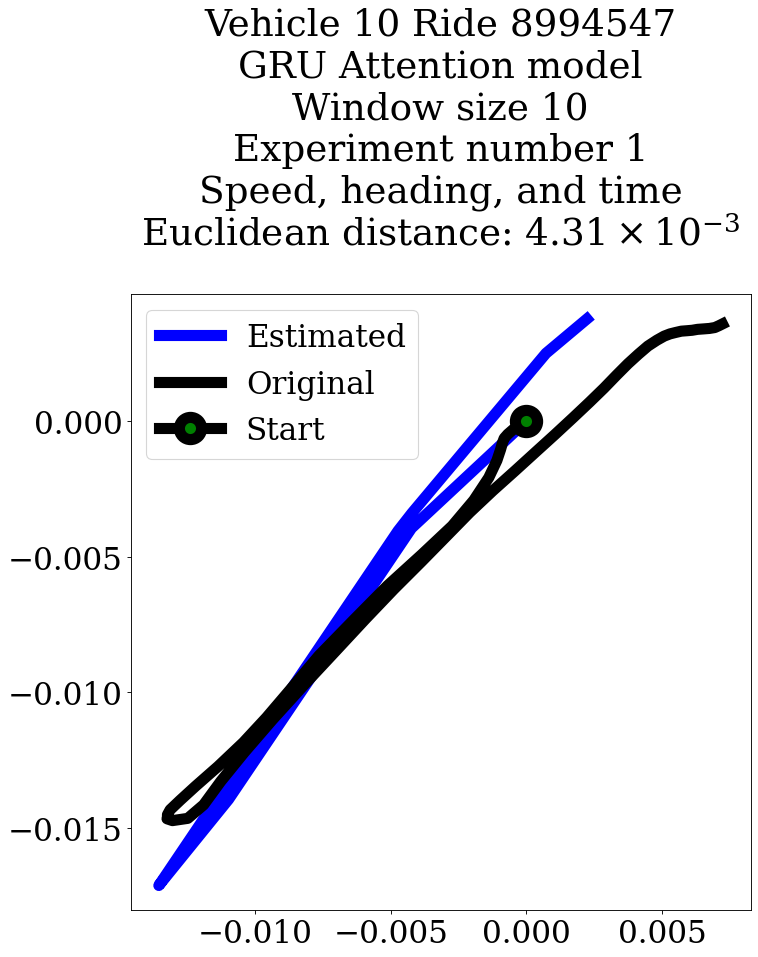 Vehicle 10 Ride 8994547
GRU Attention model
Window size 10
Experiment number 1
Speed, heading, and time
Euclidean distance: 4.31 × 10⁻³
Estimated
Original
Start
0.000
−0.005
−0.010
−0.015
−0.010 −0.005 0.000 0.005